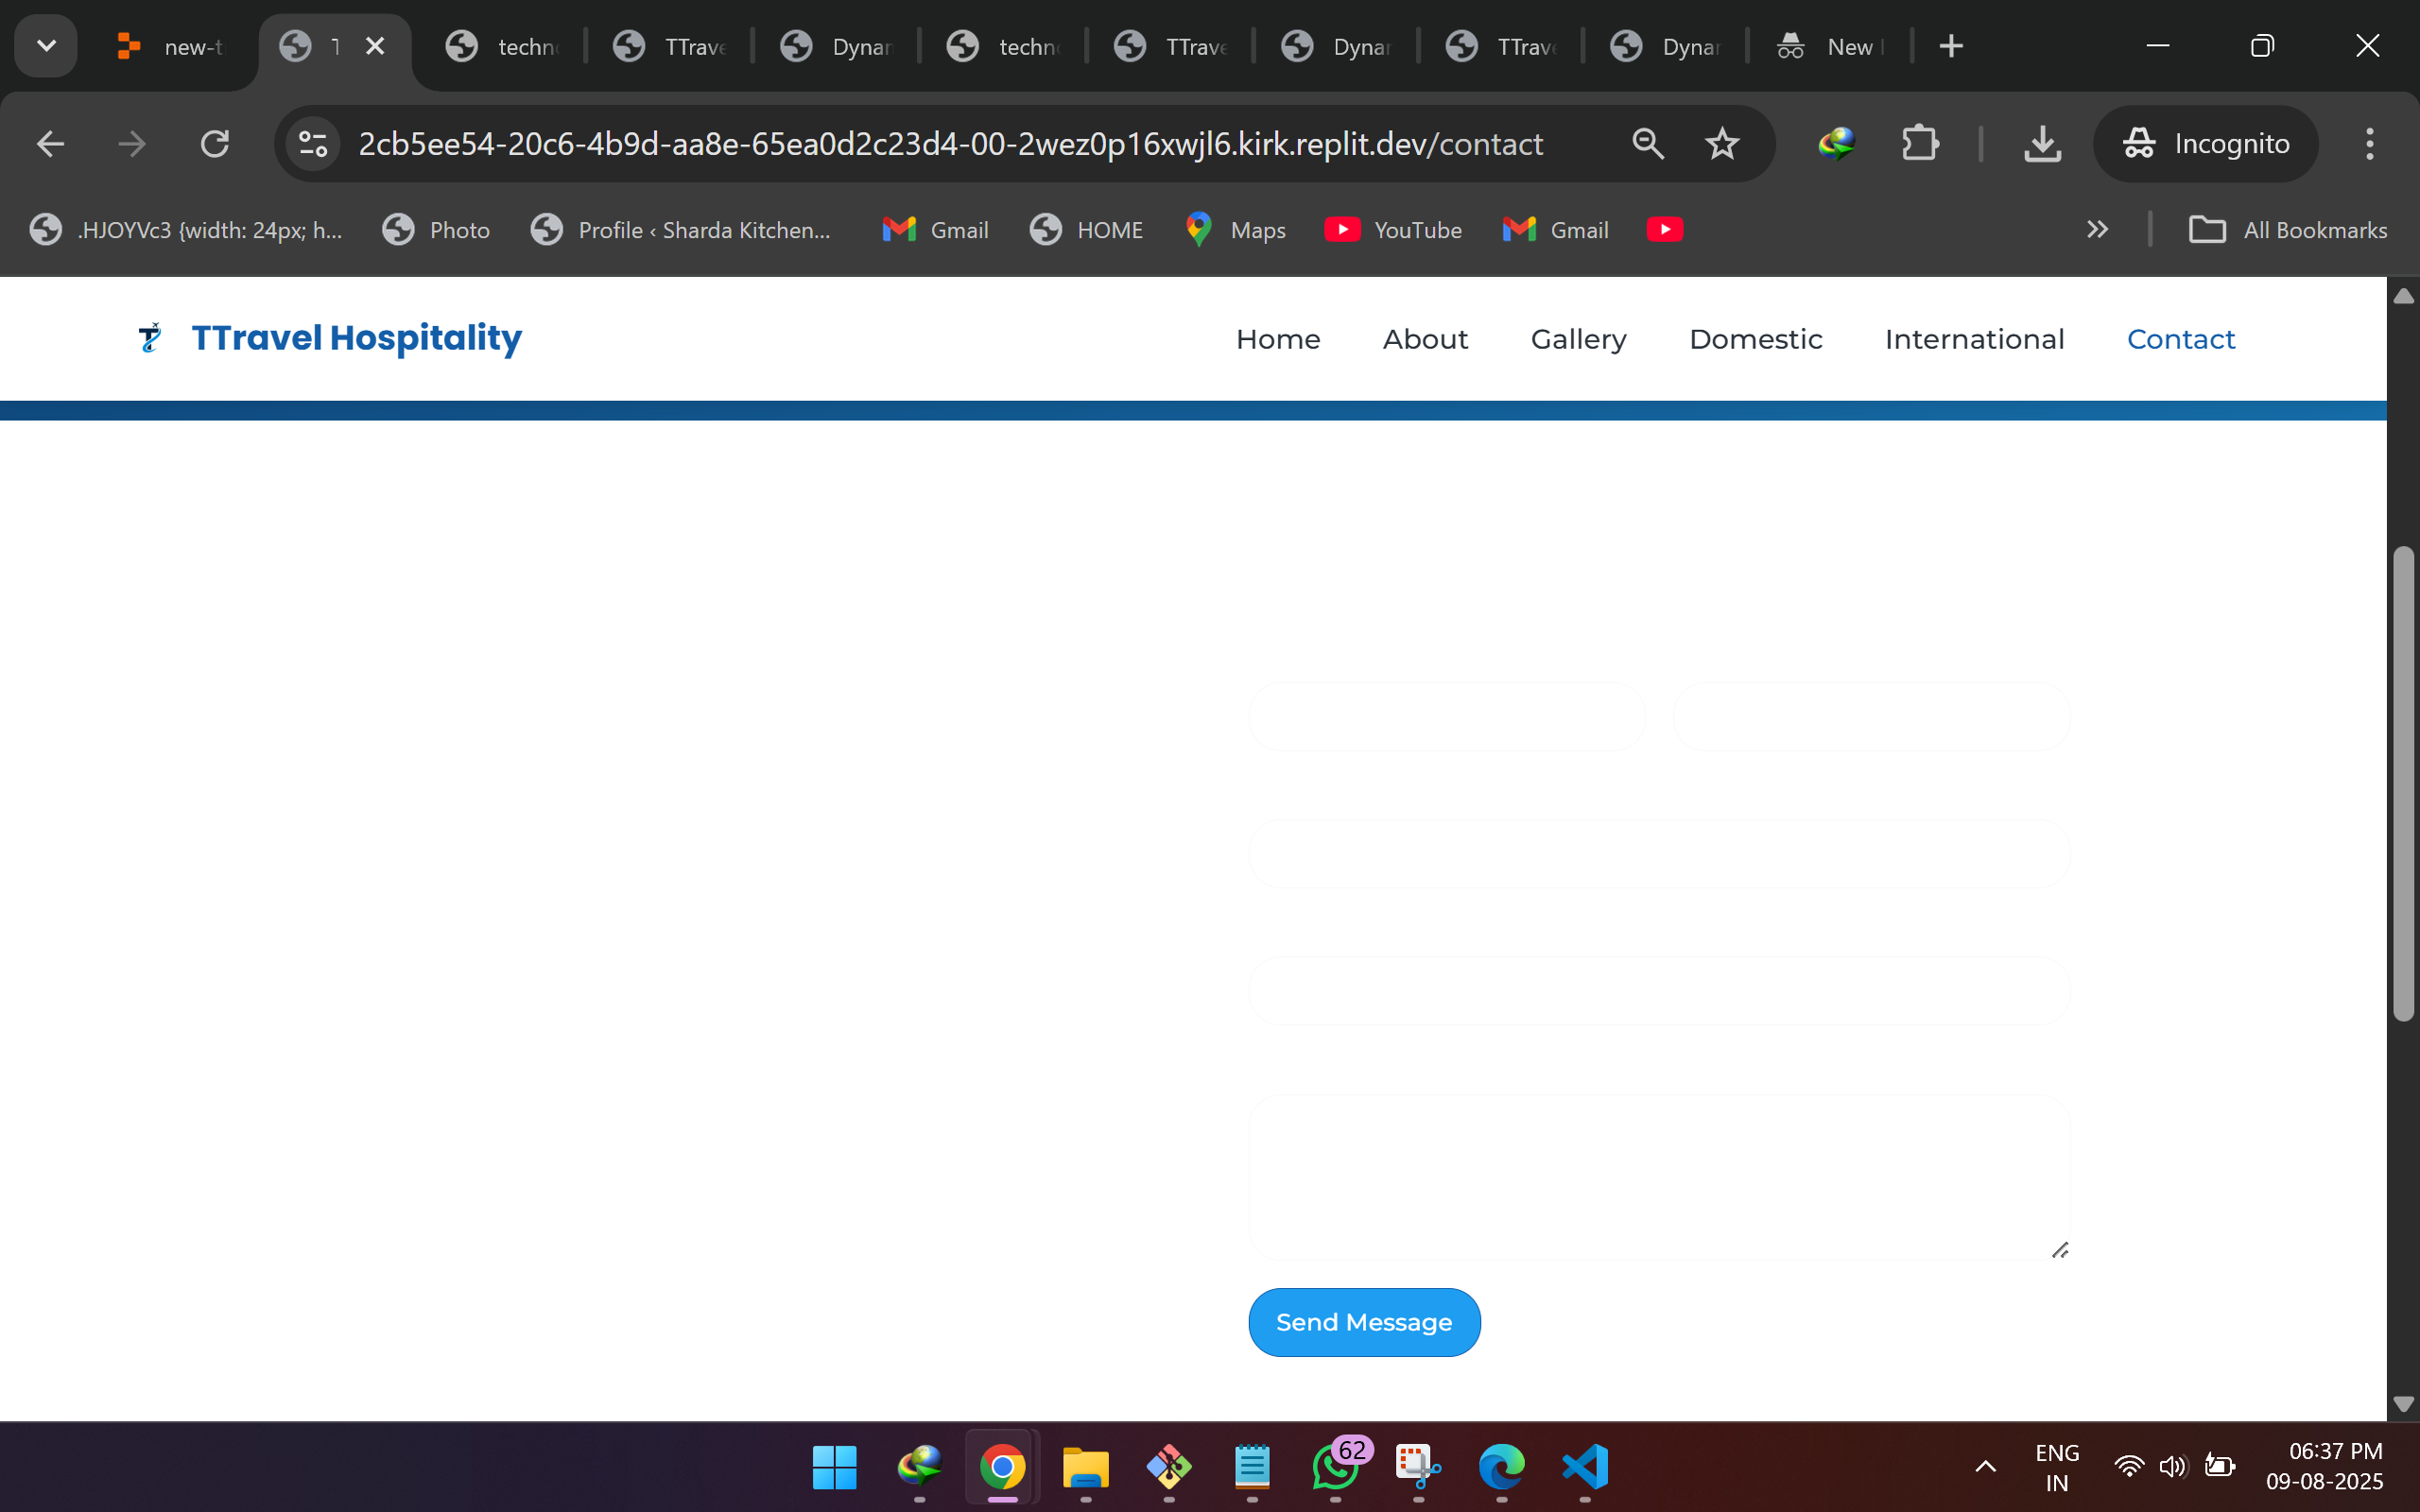 new-t
T
techn
TTrave
Dynar
techn
TTrave
Dynar
TTrave
Dynar
New
2cb5ee54-20c6-4b9d-aa8e-65ea0d2c23d4-00-2wez0p16xwjl6.kirk.replit.dev/contact
Incognito
.HJOYVc3 {width: 24px; h...
Photo
Profile ‹ Sharda Kitchen...
Gmail
HOME
Maps
YouTube
Gmail
All Bookmarks
TTravel Hospitality
Home
About
Gallery
Domestic
International
Contact
Send Message
62
ENG
IN
06:37 PM
09-08-2025